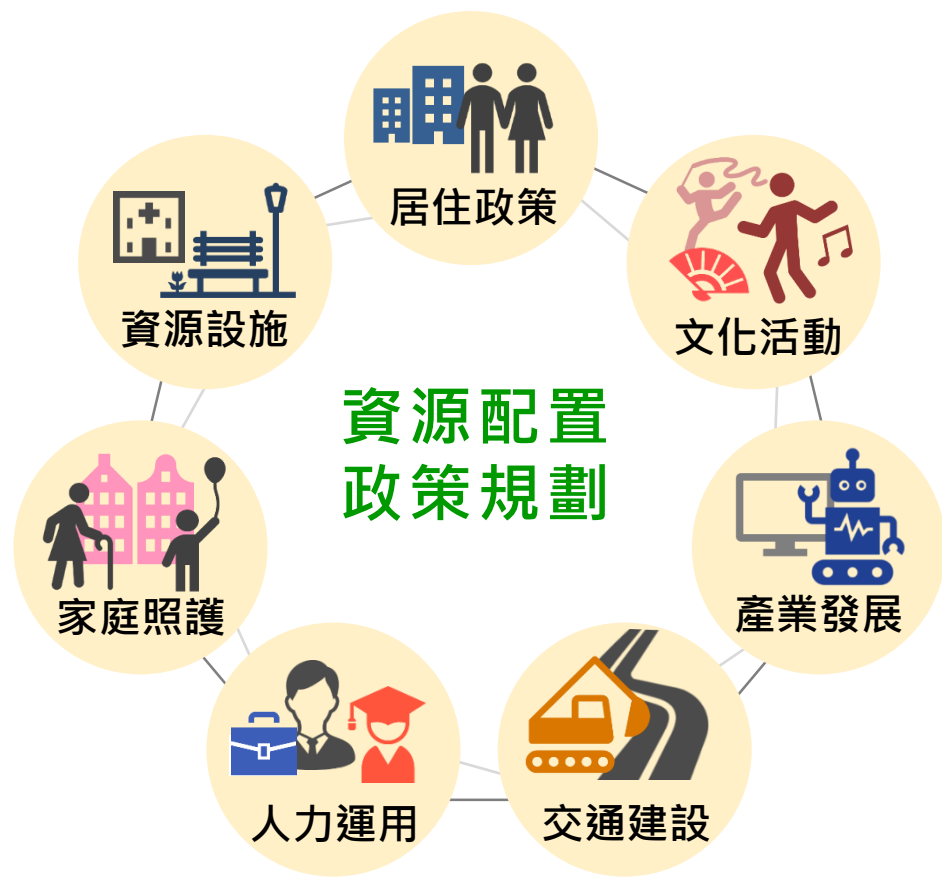 居住政策
文化活動
資源設施
資源配置
政策規劃
家庭照護
產業發展
人力運用
交通建設